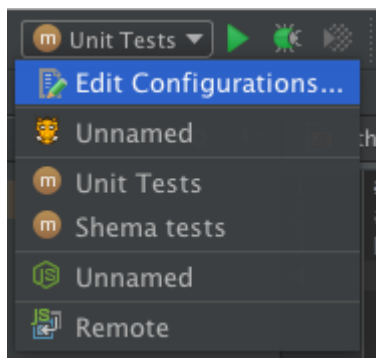 Unit Tests
Edit Configurations...
Unnamed
Unit Tests
Shema tests
Unnamed
Remote